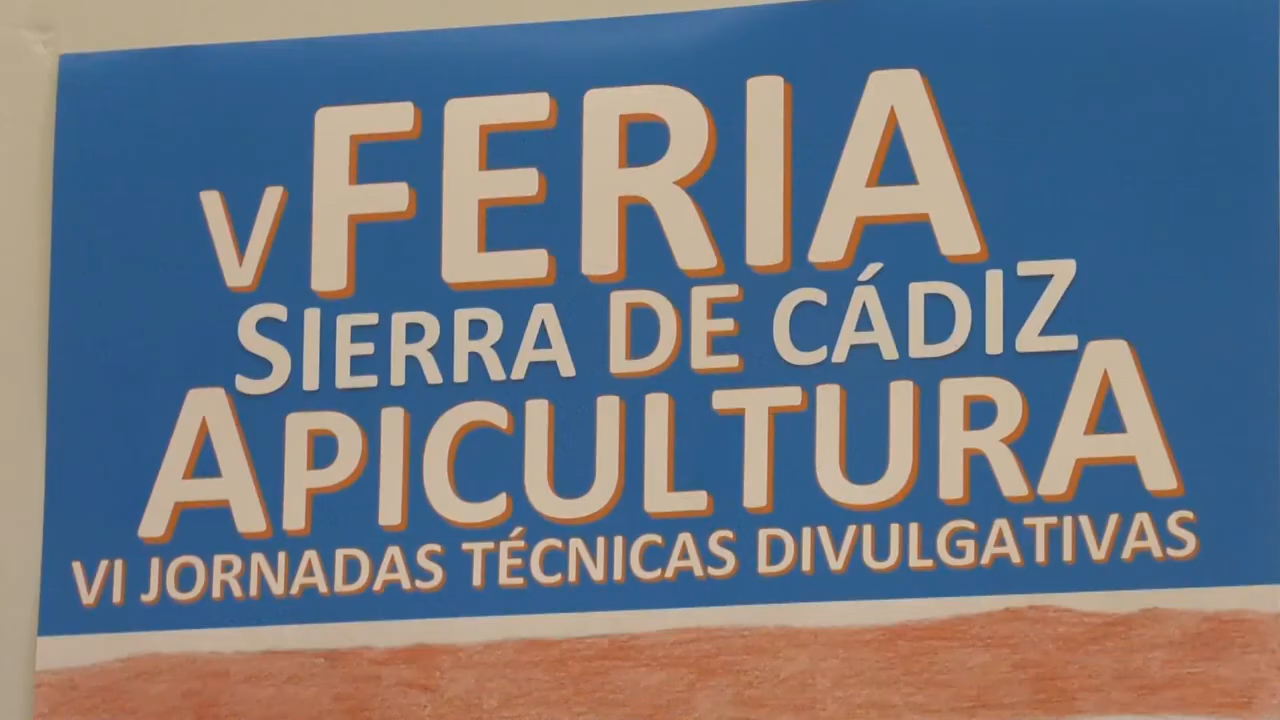 V FERIA
SIERRA DE CÁDIZ
APICULTURA
VI JORNADAS TÉCNICAS DIVULGATIVAS